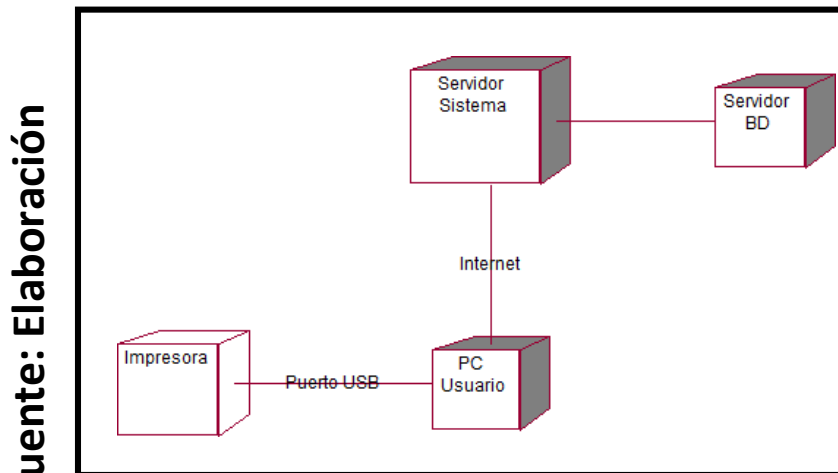 uente: Elaboración
Servidor
Sistema
Servidor
BD
Internet
Impresora
Puerto USB
PC
Usuario